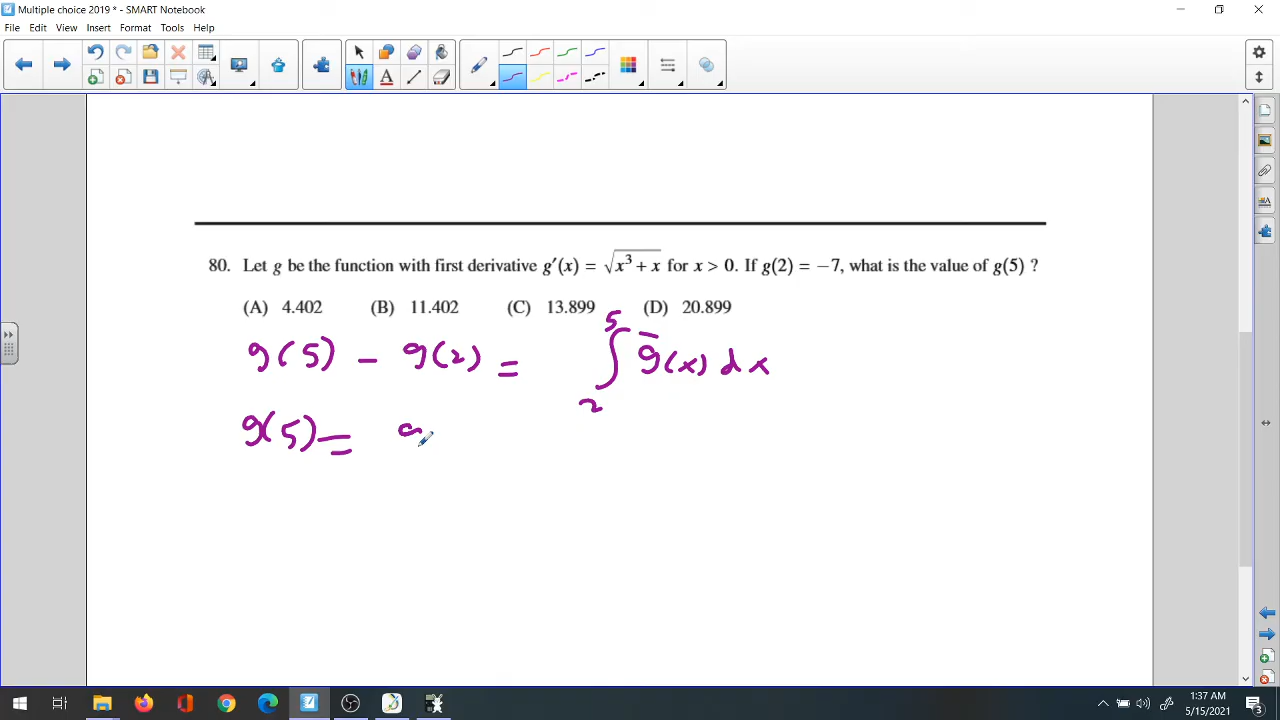 Multiple choice 2019 * - SMART Notebook
File Edit View Insert Format Tools Help
80. Let g be the function with first derivative g′(x) = √(x³ + x) for x > 0. If g(2) = −7, what is the value of g(5) ?
(A) 4.402 (B) 11.402 (C) 13.899 (D) 20.899
g(5) - g(2) = ∫₂⁵ g̅(x) dx
g(5) =
1:37 AM
5/15/2021
3